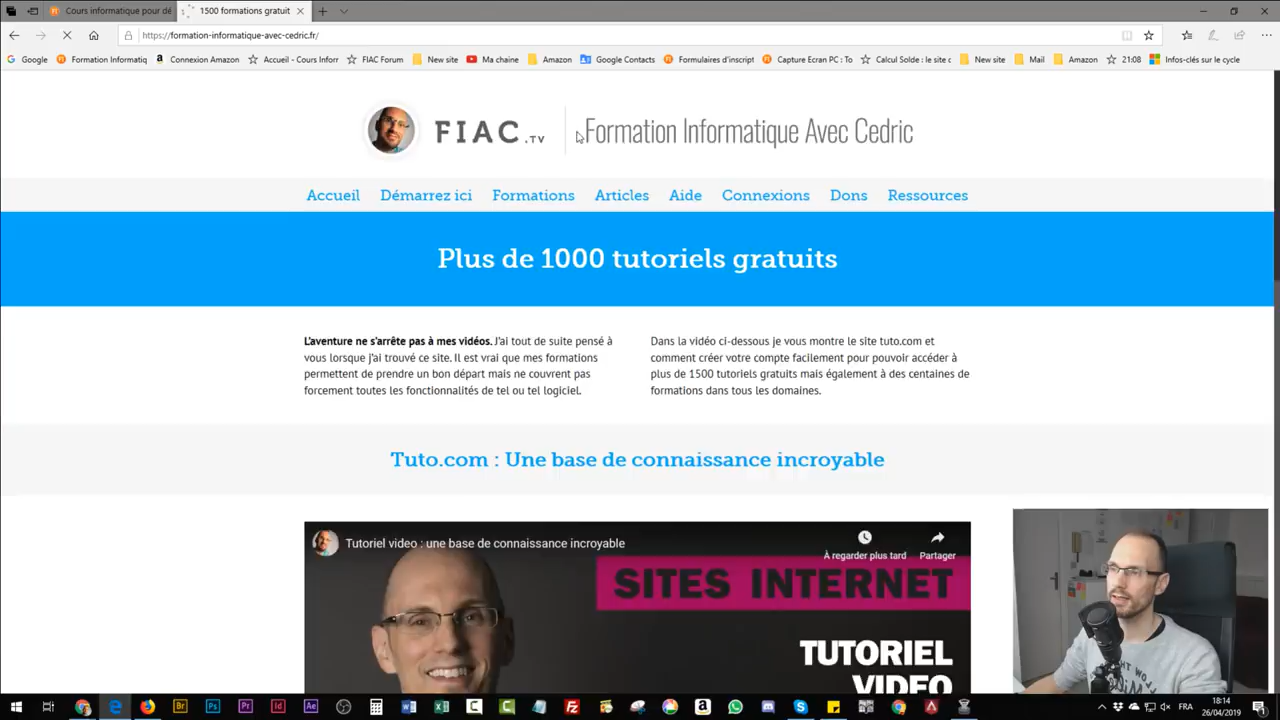 Cours informatique pour dé
1500 formations gratuit
https://formation-informatique-avec-cedric.fr/
Google Formation Informatiq Connexion Amazon Accueil - Cours Inforr FIAC Forum New site Ma chaine Amazon Google Contacts Formulaires d'inscript Capture Ecran PC : To Calcul Solde : le site c New site Mail Amazon 21:08 Infos-clés sur le cycle
FIAC.TV Formation Informatique Avec Cedric
Accueil Démarrez ici Formations Articles Aide Connexions Dons Ressources
Plus de 1000 tutoriels gratuits
L'aventure ne s'arrête pas à mes vidéos. J'ai tout de suite pensé à
vous lorsque j'ai trouvé ce site. Il est vrai que mes formations
permettent de prendre un bon départ mais ne couvrent pas
forcement toutes les fonctionnalités de tel ou tel logiciel.
Dans la vidéo ci-dessous je vous montre le site tuto.com et
comment créer votre compte facilement pour pouvoir accéder à
plus de 1500 tutoriels gratuits mais également à des centaines de
formations dans tous les domaines.
Tuto.com : Une base de connaissance incroyable
Tutoriel video : une base de connaissance incroyable
À regarder plus tard
Partager
SITES INTERNET
TUTORIEL
VIDEO
Br Ps Pr Id Ae
FRA
18:14
26/04/2019